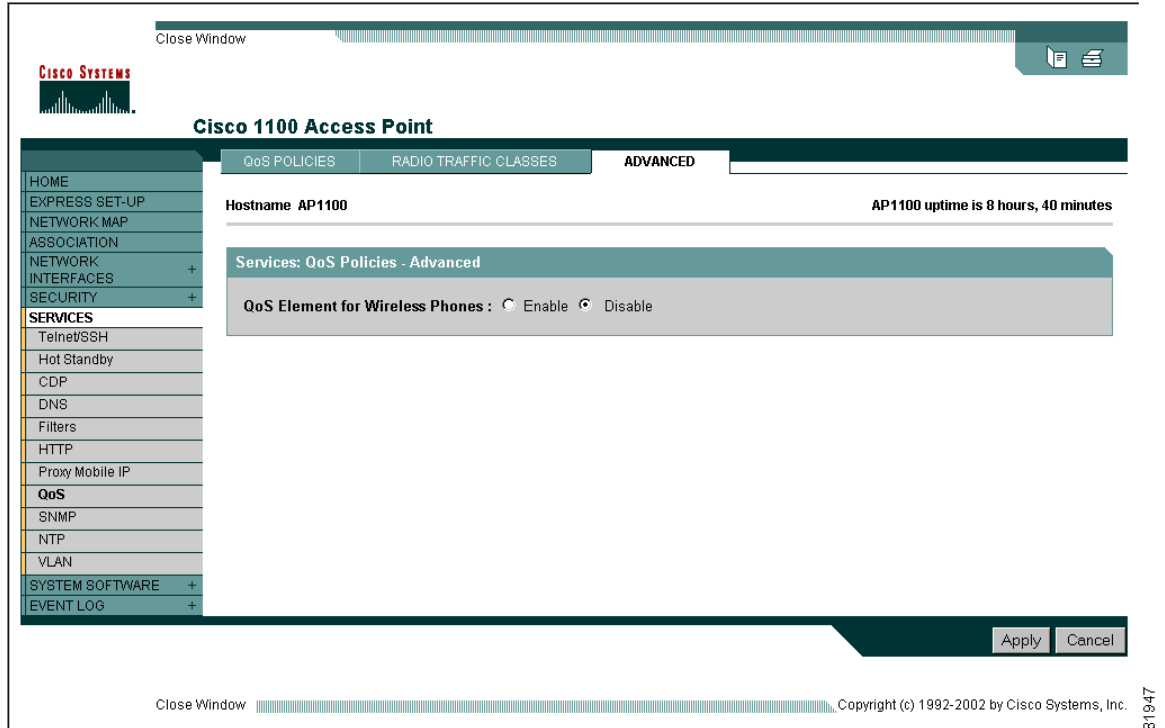 Close Window
CISCO SYSTEMS
Cisco 1100 Access Point
QoS POLICIES
RADIO TRAFFIC CLASSES
ADVANCED
HOME
EXPRESS SET-UP
NETWORK MAP
ASSOCIATION
NETWORK
INTERFACES +
SECURITY +
SERVICES
Telnet/SSH
Hot Standby
CDP
DNS
Filters
HTTP
Proxy Mobile IP
QoS
SNMP
NTP
VLAN
SYSTEM SOFTWARE +
EVENT LOG +
Hostname AP1100
AP1100 uptime is 8 hours, 40 minutes
Services: QoS Policies - Advanced
QoS Element for Wireless Phones : Enable Disable
Apply Cancel
Close Window
Copyright (c) 1992-2002 by Cisco Systems, Inc.
81947